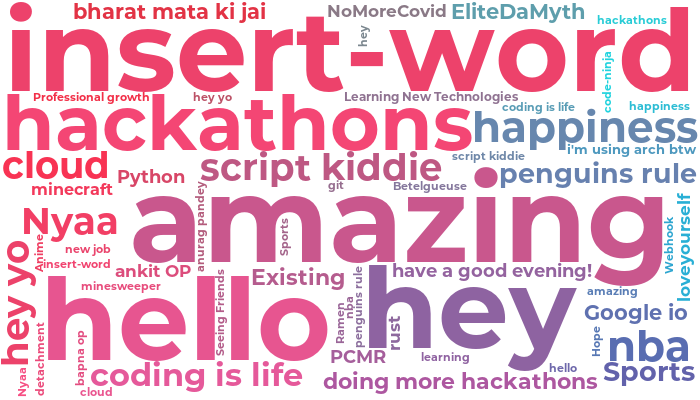 bharat mata ki jai
NoMoreCovid
EliteDaMyth
hackathons
hey
insert-word
code-ninja
Professional growth
hey yo
Learning New Technologies
coding is life
happiness
hackathons
happiness
i'm using arch btw
cloud
script kiddie
script kiddie
penguins rule
minecraft
Python
git
Betelgueuse
amazing
Nyaa
anurag pandey
Sports
Webhook
loveyourself
hey yo
Anime
new job
insert-word
ankit OP
minesweeper
Existing
have a good evening!
hello
Seeing Friends
Ramen
nba
penguins rule
hey
rust
amazing
Google io
Hope
nba
Nyaa
detachment
bapna op
cloud
coding is life
PCMR
learning
hello
doing more hackathons
Sports